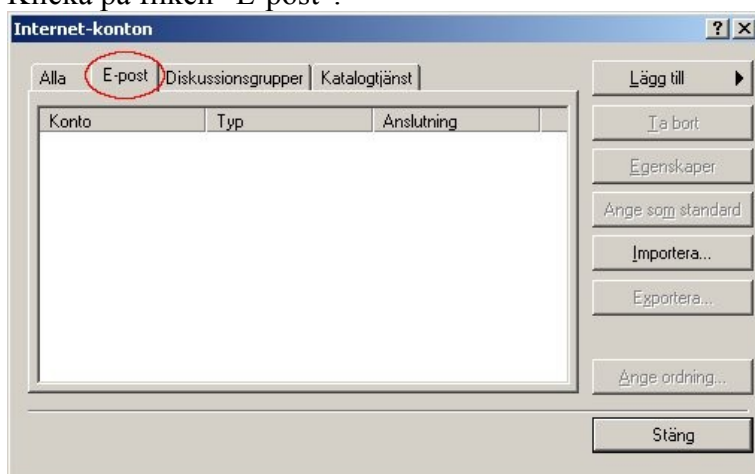 Klicka på fliken "E-post".
Internet-konton
Alla E-post Diskussionsgrupper Katalogtjänst
Konto Typ Anslutning
Lägg till
Ta bort
Egenskaper
Ange som standard
Importera...
Exportera...
Ange ordning...
Stäng